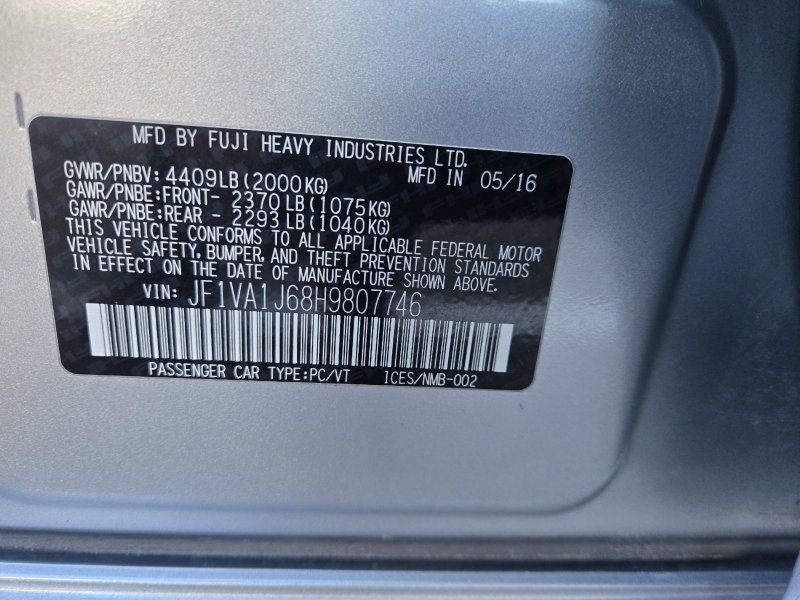 MFD BY FUJI HEAVY INDUSTRIES LTD.
GVWR/PNBV: 4409LB(2000KG) MFD IN 05/16
GAWR/PNBE:FRONT- 2370LB(1075KG)
GAWR/PNBE:REAR - 2293LB(1040KG)
THIS VEHICLE CONFORMS TO ALL APPLICABLE FEDERAL MOTOR
VEHICLE SAFETY, BUMPER, AND THEFT PREVENTION STANDARDS
IN EFFECT ON THE DATE OF MANUFACTURE SHOWN ABOVE.
VIN: JF1VA1J68H9807746
PASSENGER CAR TYPE:PC/VT ICES/NMB-002